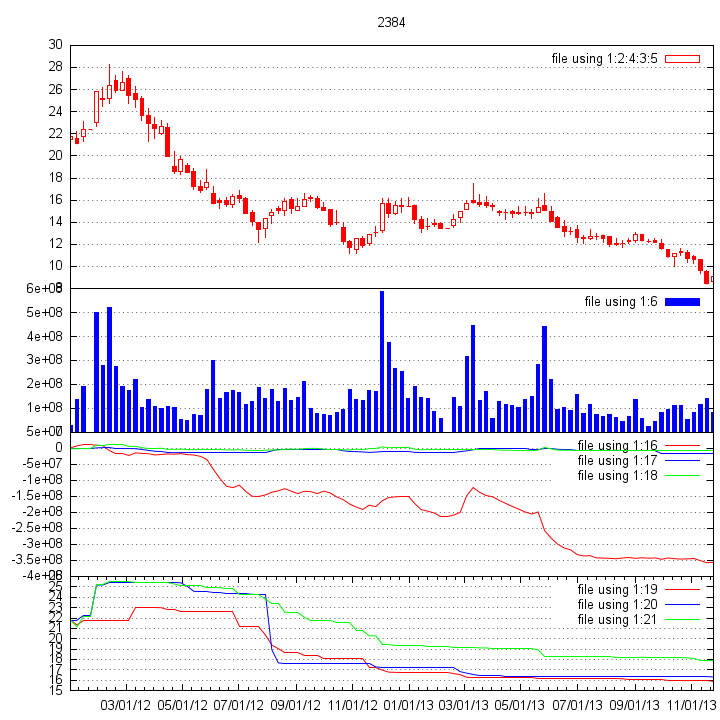 2384
30
file using 1:2:4:3:5
28
26
24
22
20
18
16
14
12
10
8
6e+08
file using 1:6
5e+08
4e+08
3e+08
2e+08
1e+08
0
5e+07
file using 1:16
0
file using 1:17
-5e+07
file using 1:18
-1e+08
-1.5e+08
-2e+08
-2.5e+08
-3e+08
-3.5e+08
-4e+08
26
25
file using 1:19
24
file using 1:20
23
file using 1:21
22
21
20
19
18
17
16
15
03/01/12 05/01/12 07/01/12 09/01/12 11/01/12 01/01/13 03/01/13 05/01/13 07/01/13 09/01/13 11/01/13